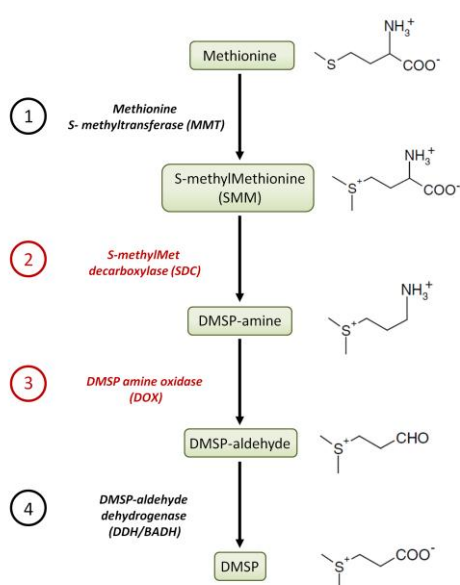 Methionine
NH₃⁺
S
COO⁻
1
Methionine
S- methyltransferase (MMT)
S-methylMethionine
(SMM)
NH₃⁺
S⁺
COO⁻
2
S-methylMet
decarboxylase (SDC)
DMSP-amine
NH₃⁺
S⁺
3
DMSP amine oxidase
(DOX)
DMSP-aldehyde
S⁺
CHO
4
DMSP-aldehyde
dehydrogenase
(DDH/BADH)
DMSP
S⁺
COO⁻